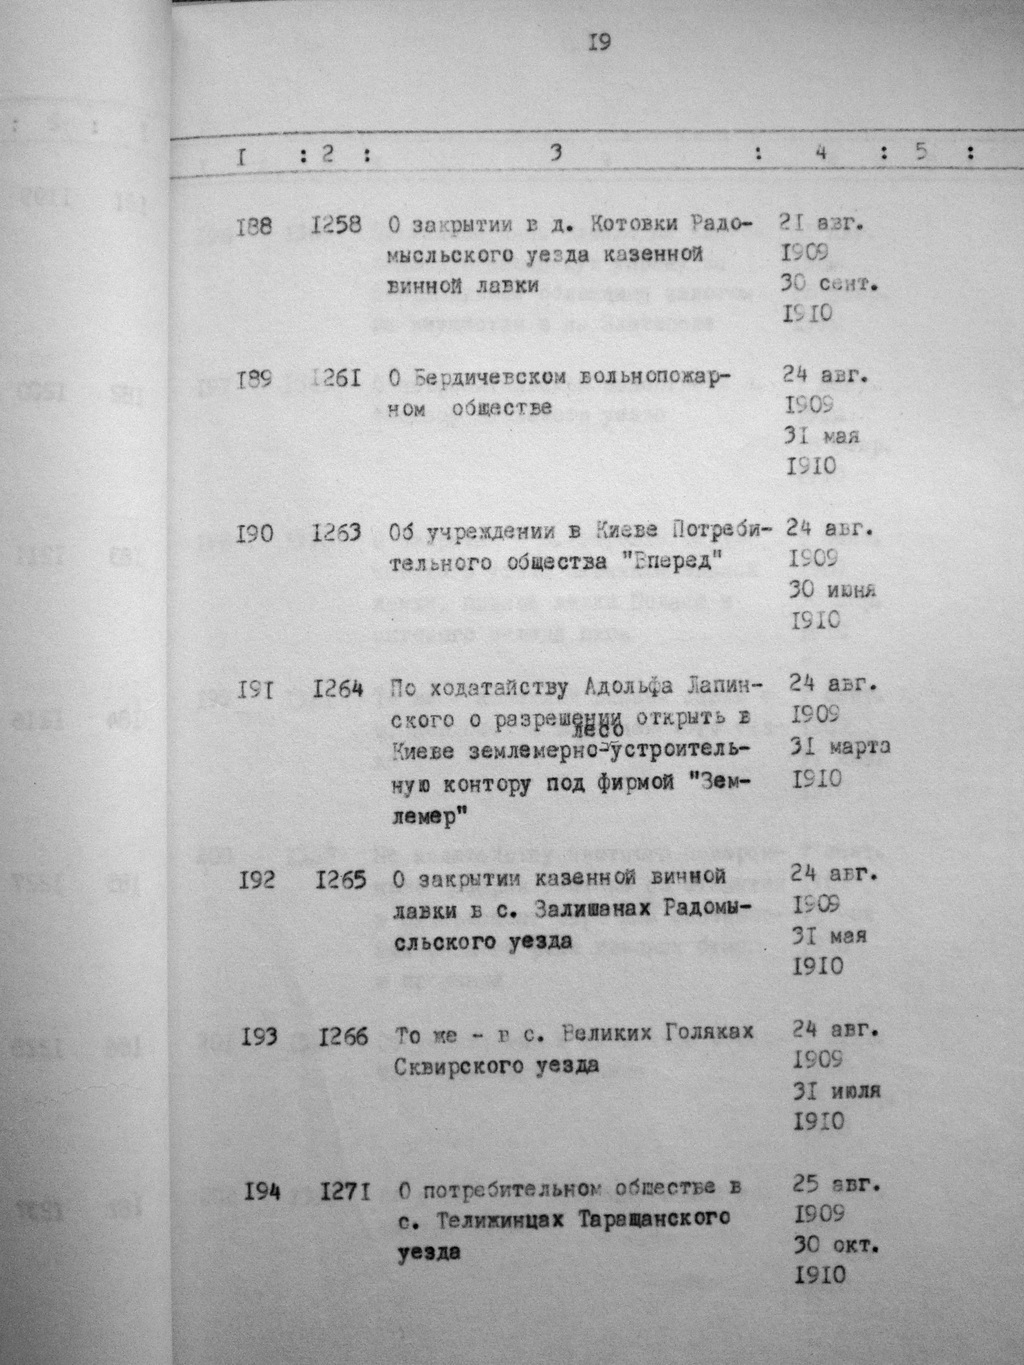 I9
I : 2 : 3 : 4 : 5 :
I88 I258 О закрытии в д. Котовки Радо- 2I авг.
мысльского уезда казенной I909
винной лавки 30 сент.
I9I0
I89 I26I О Бердичевском вольнопожар- 24 авг.
ном обществе I909
3I мая
I9I0
I90 I263 Об учреждении в Киеве Потреби- 24 авг.
тельного общества "Вперед" I909
30 июня
I9I0
I9I I264 По ходатайству Адольфа Лапин- 24 авг.
ского о разрешении открыть в I909
лесо
Киеве землемерно-устроитель- 3I марта
ную контору под фирмой "Зем- I9I0
лемер"
I92 I265 О закрытии казенной винной 24 авг.
лавки в с. Залишанах Радомы- I909
сльского уезда 3I мая
I9I0
I93 I266 То же - в с. Великих Голяках 24 авг.
Сквирского уезда I909
3I июля
I9I0
I94 I27I О потребительном обществе в 25 авг.
с. Телижинцах Таращанского I909
уезда 30 окт.
I9I0